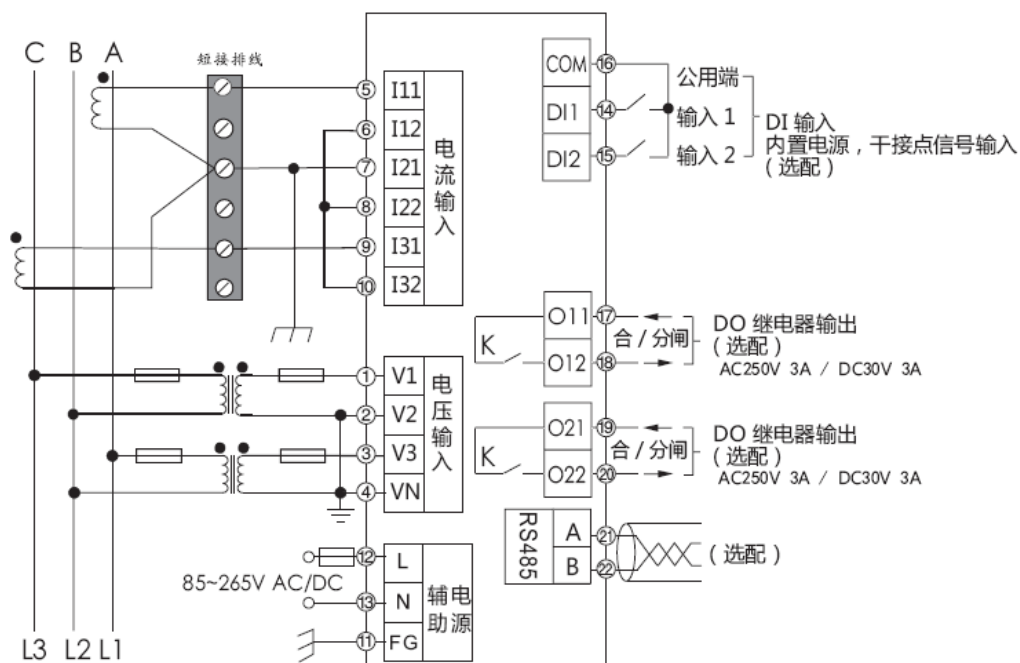 C B A
短接排线
5 I11
6 I12
7 I21
8 I22
9 I31
10 I32
电流输入
1 V1
2 V2
3 V3
4 VN
电压输入
12 L
13 N
11 FG
辅助电源
85~265V AC/DC
L3 L2 L1
COM 16
DI1 14
DI2 15
公用端
输入 1
输入 2
DI 输入
内置电源，干接点信号输入
(选配)
K
O11 17
O12 18
合 / 分闸
DO 继电器输出
(选配)
AC250V 3A / DC30V 3A
K
O21 19
O22 20
合 / 分闸
DO 继电器输出
(选配)
AC250V 3A / DC30V 3A
RS485
A 21
B 22
(选配)